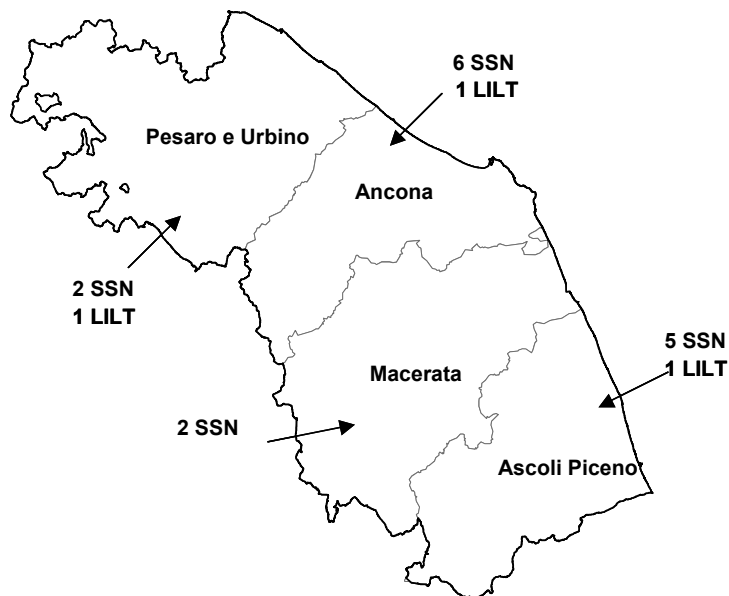 6 SSN
1 LILT
Pesaro e Urbino
Ancona
2 SSN
1 LILT
5 SSN
1 LILT
Macerata
2 SSN
Ascoli Piceno